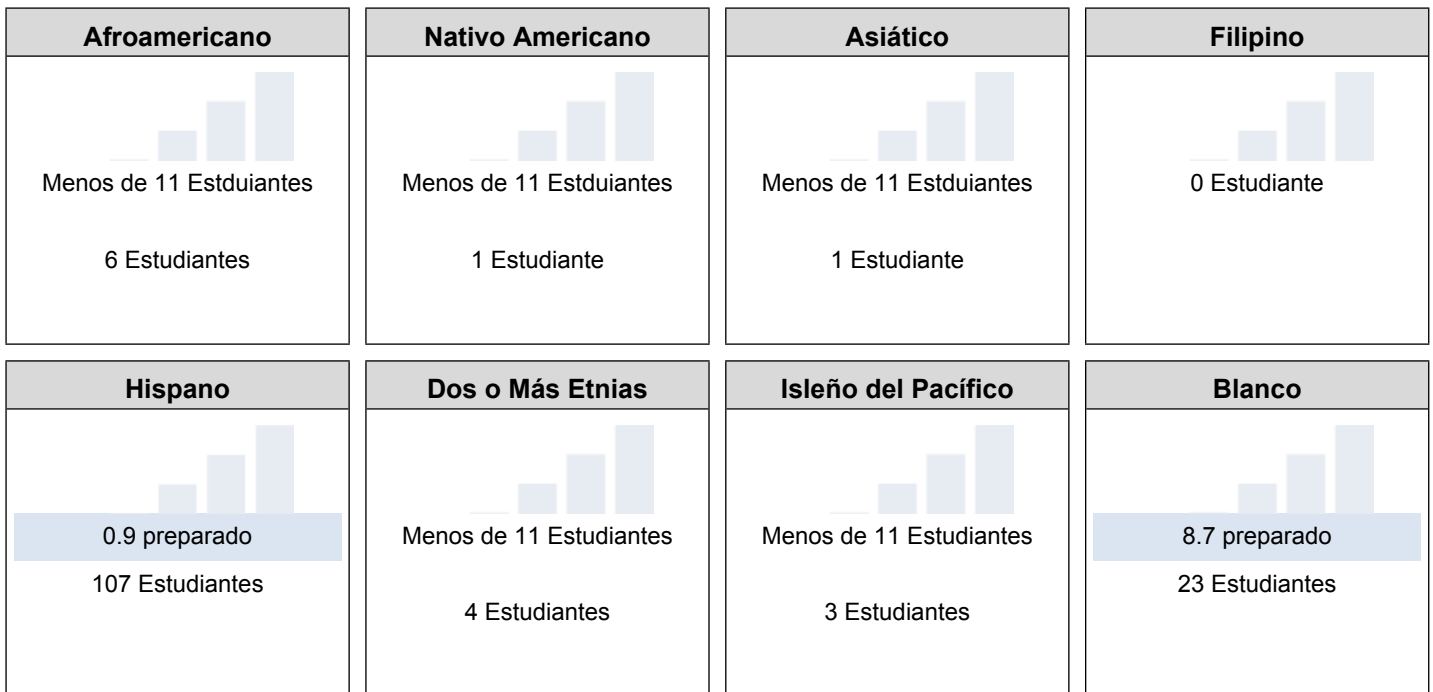 Afroamericano
Menos de 11 Estduiantes
6 Estudiantes
Nativo Americano
Menos de 11 Estduiantes
1 Estudiante
Asiático
Menos de 11 Estduiantes
1 Estudiante
Filipino
0 Estudiante
Hispano
0.9 preparado
107 Estudiantes
Dos o Más Etnias
Menos de 11 Estudiantes
4 Estudiantes
Isleño del Pacífico
Menos de 11 Estudiantes
3 Estudiantes
Blanco
8.7 preparado
23 Estudiantes